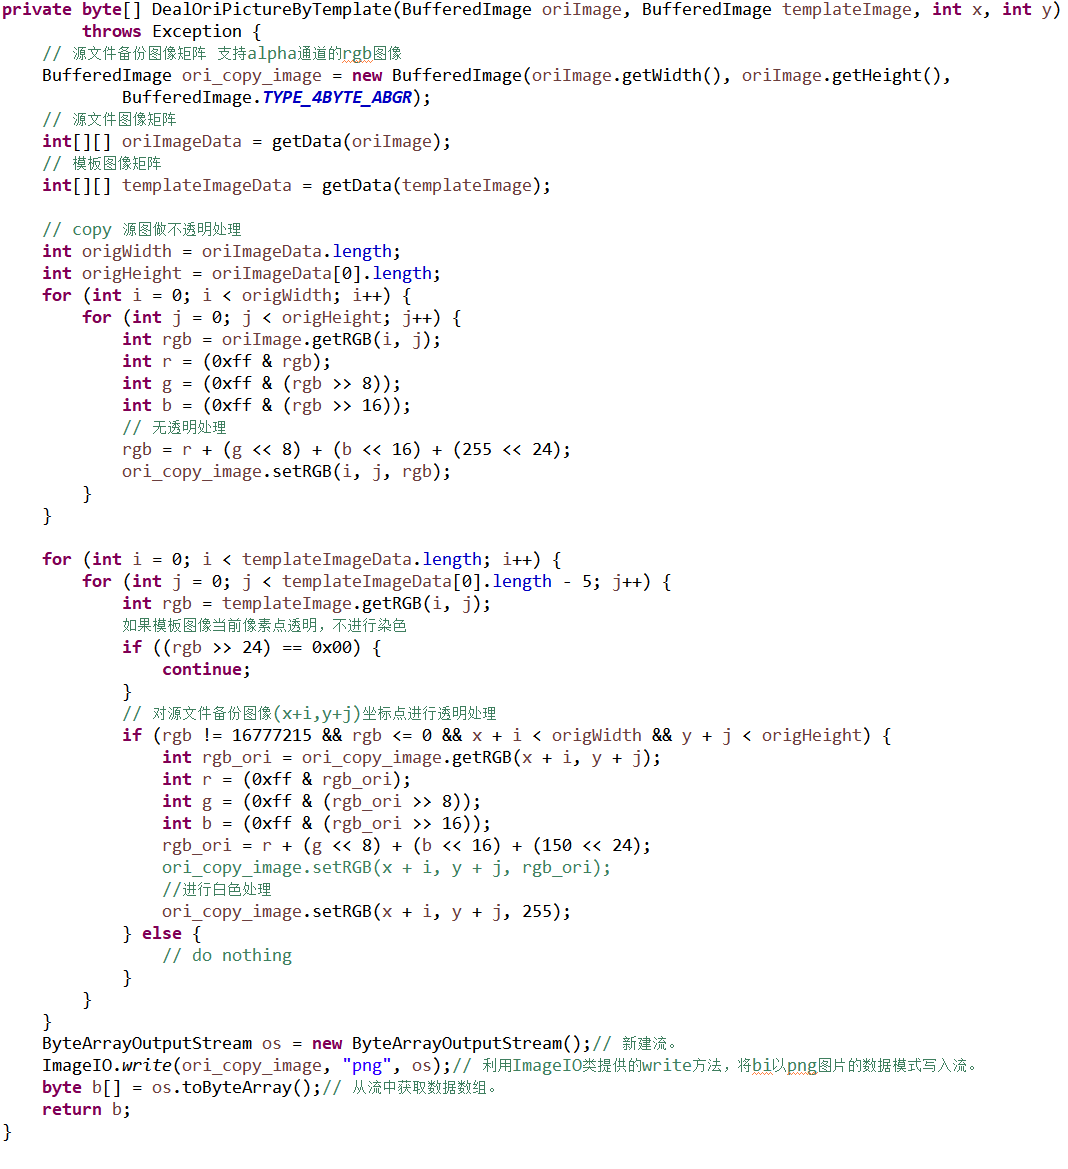 private byte[] DealOriPictureByTemplate(BufferedImage oriImage, BufferedImage templateImage, int x, int y)
        throws Exception {
    // 源文件备份图像矩阵 支持alpha通道的rgb图像
    BufferedImage ori_copy_image = new BufferedImage(oriImage.getWidth(), oriImage.getHeight(),
            BufferedImage.TYPE_4BYTE_ABGR);
    // 源文件图像矩阵
    int[][] oriImageData = getData(oriImage);
    // 模板图像矩阵
    int[][] templateImageData = getData(templateImage);

    // copy 源图做不透明处理
    int origWidth = oriImageData.length;
    int origHeight = oriImageData[0].length;
    for (int i = 0; i < origWidth; i++) {
        for (int j = 0; j < origHeight; j++) {
            int rgb = oriImage.getRGB(i, j);
            int r = (0xff & rgb);
            int g = (0xff & (rgb >> 8));
            int b = (0xff & (rgb >> 16));
            // 无透明处理
            rgb = r + (g << 8) + (b << 16) + (255 << 24);
            ori_copy_image.setRGB(i, j, rgb);
        }
    }

    for (int i = 0; i < templateImageData.length; i++) {
        for (int j = 0; j < templateImageData[0].length - 5; j++) {
            int rgb = templateImage.getRGB(i, j);
            如果模板图像当前像素点透明，不进行染色
            if ((rgb >> 24) == 0x00) {
                continue;
            }
            // 对源文件备份图像(x+i,y+j)坐标点进行透明处理
            if (rgb != 16777215 && rgb <= 0 && x + i < origWidth && y + j < origHeight) {
                int rgb_ori = ori_copy_image.getRGB(x + i, y + j);
                int r = (0xff & rgb_ori);
                int g = (0xff & (rgb_ori >> 8));
                int b = (0xff & (rgb_ori >> 16));
                rgb_ori = r + (g << 8) + (b << 16) + (150 << 24);
                ori_copy_image.setRGB(x + i, y + j, rgb_ori);
                //进行白色处理
                ori_copy_image.setRGB(x + i, y + j, 255);
            } else {
                // do nothing
            }
        }
    }
    ByteArrayOutputStream os = new ByteArrayOutputStream();// 新建流。
    ImageIO.write(ori_copy_image, "png", os);// 利用ImageIO类提供的write方法，将bi以png图片的数据模式写入流。
    byte b[] = os.toByteArray();// 从流中获取数据数组。
    return b;
}